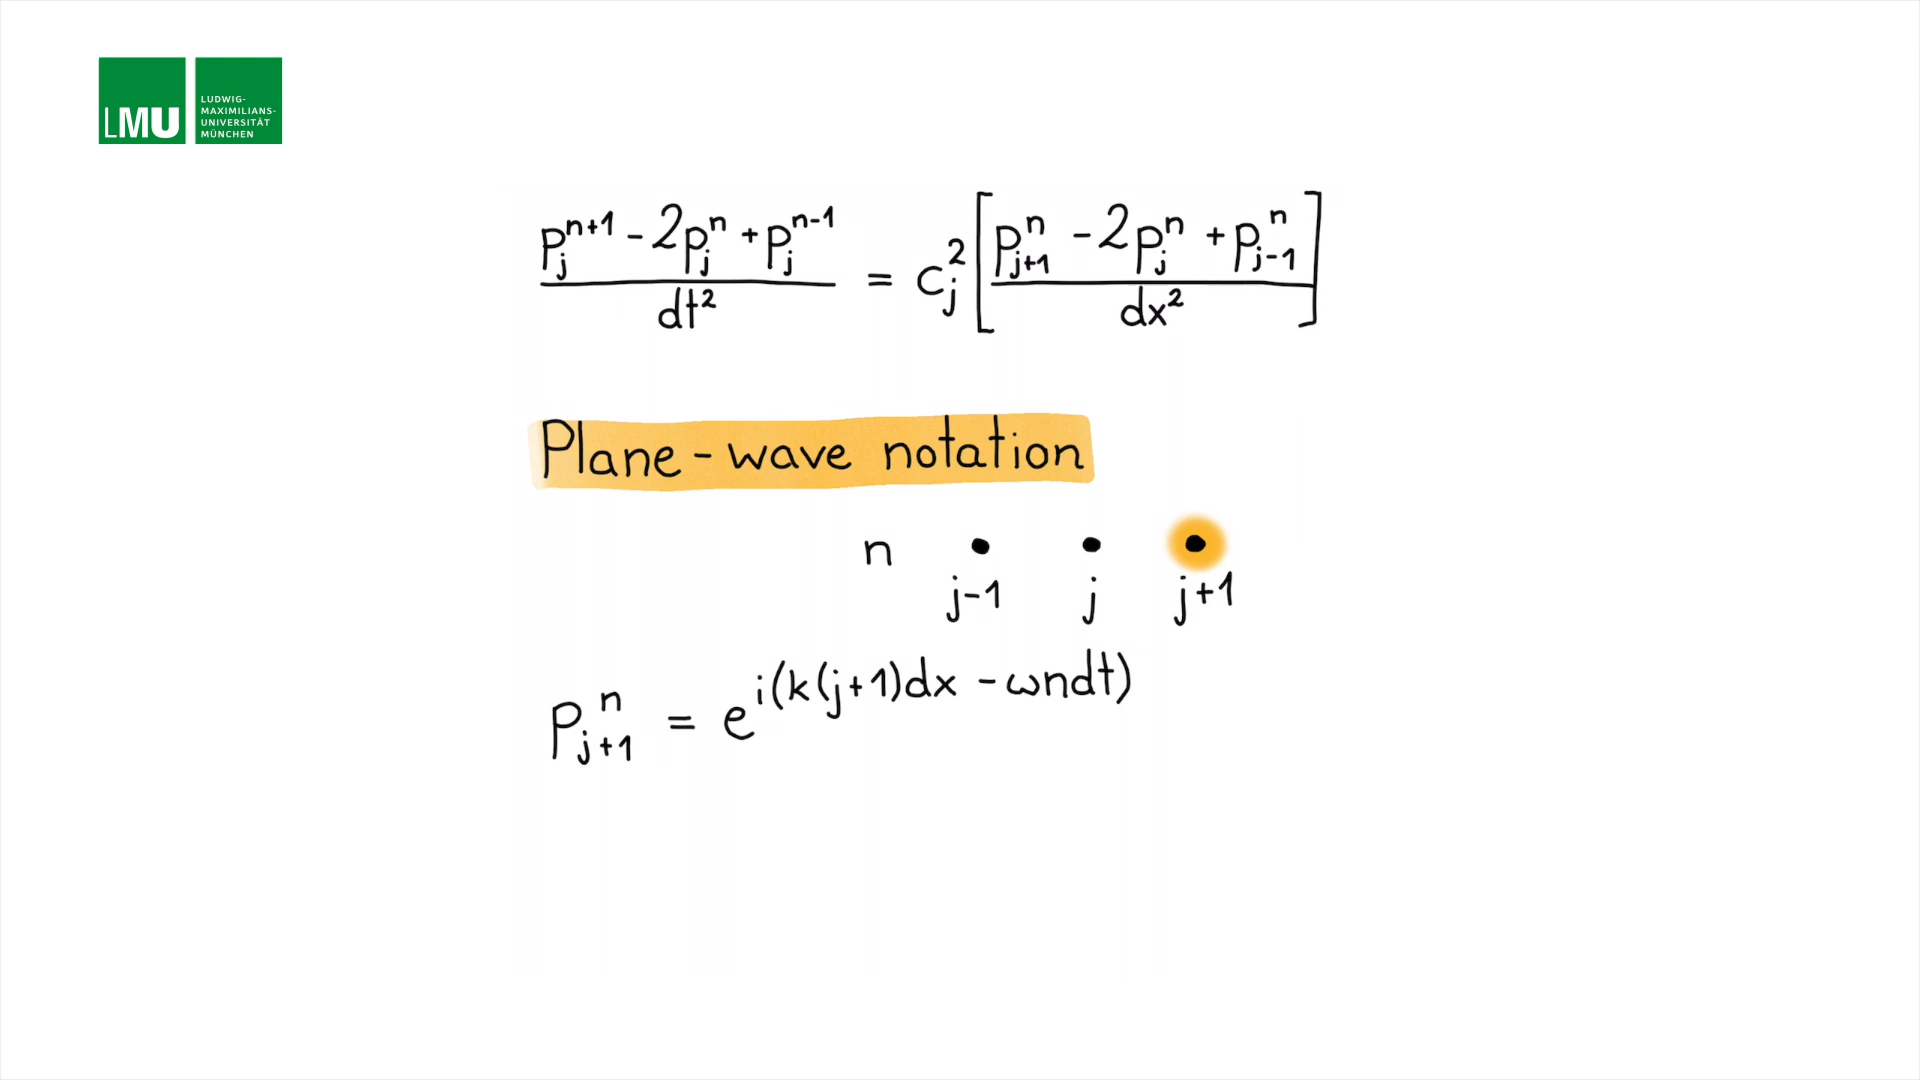 LMU LUDWIG-
MAXIMILIANS-
UNIVERSITÄT
MÜNCHEN
p_j^{n+1} - 2p_j^n + p_j^{n-1} / dt² = c_j² [ p_{j+1}^n - 2p_j^n + p_{j-1}^n / dx² ]
Plane-wave notation
n
j-1 j j+1
p_{j+1}^n = e^{i(k(j+1)dx - ωndt)}